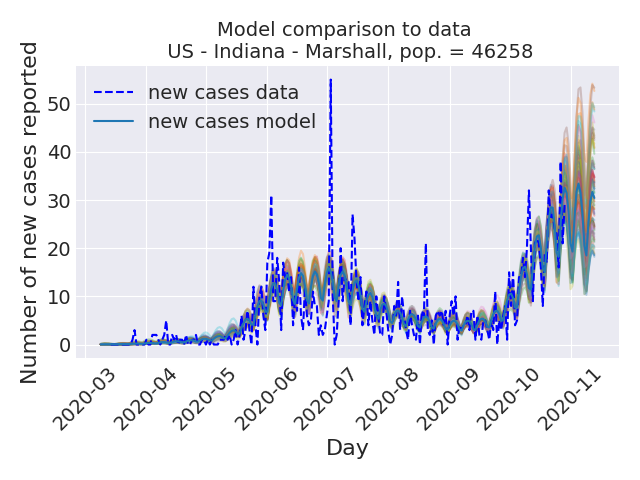 Model comparison to data
US - Indiana - Marshall, pop. = 46258
Number of new cases reported
50
40
30
20
10
0
new cases data
new cases model
2020-03
2020-04
2020-05
2020-06
2020-07
2020-08
2020-09
2020-10
2020-11
Day